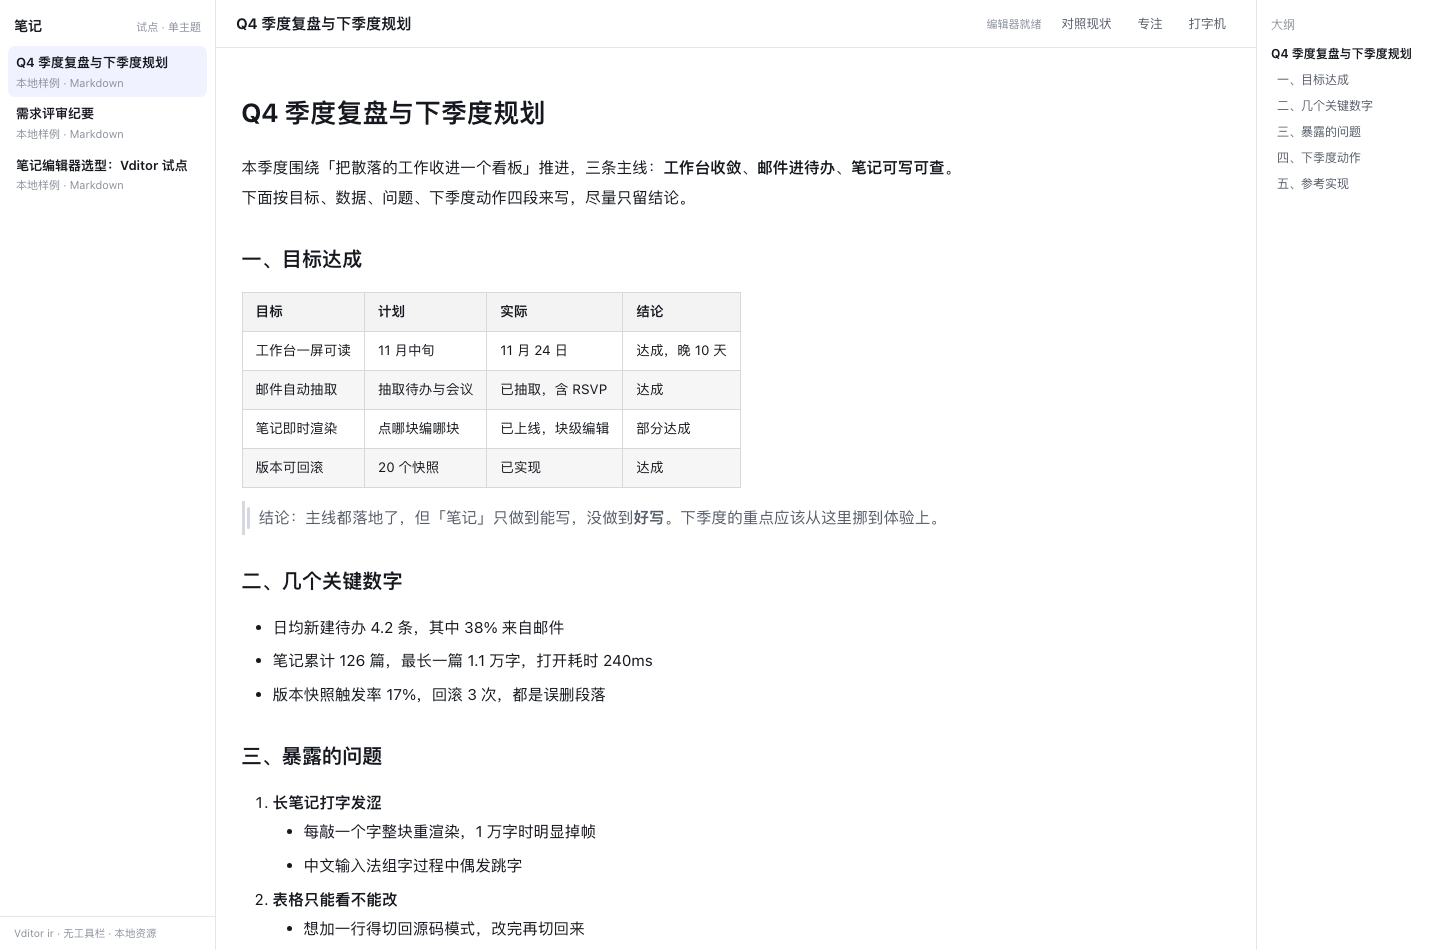 笔记
试点 · 单主题
Q4 季度复盘与下季度规划
本地样例 · Markdown
需求评审纪要
本地样例 · Markdown
笔记编辑器选型：Vditor 试点
本地样例 · Markdown
Vditor ir · 无工具栏 · 本地资源
Q4 季度复盘与下季度规划
编辑器就绪
对照现状
专注
打字机
Q4 季度复盘与下季度规划
本季度围绕「把散落的工作收进一个看板」推进，三条主线：工作台收敛、邮件进待办、笔记可写可查。
下面按目标、数据、问题、下季度动作四段来写，尽量只留结论。
一、目标达成
目标 计划 实际 结论
工作台一屏可读 11 月中旬 11 月 24 日 达成，晚 10 天
邮件自动抽取 抽取待办与会议 已抽取，含 RSVP 达成
笔记即时渲染 点哪块编哪块 已上线，块级编辑 部分达成
版本可回滚 20 个快照 已实现 达成
结论：主线都落地了，但「笔记」只做到能写，没做到好写。下季度的重点应该从这里挪到体验上。
二、几个关键数字
• 日均新建待办 4.2 条，其中 38% 来自邮件
• 笔记累计 126 篇，最长一篇 1.1 万字，打开耗时 240ms
• 版本快照触发率 17%，回滚 3 次，都是误删段落
三、暴露的问题
1. 长笔记打字发涩
• 每敲一个字整块重渲染，1 万字时明显掉帧
• 中文输入法组字过程中偶发跳字
2. 表格只能看不能改
• 想加一行得切回源码模式，改完再切回来
大纲
Q4 季度复盘与下季度规划
一、目标达成
二、几个关键数字
三、暴露的问题
四、下季度动作
五、参考实现